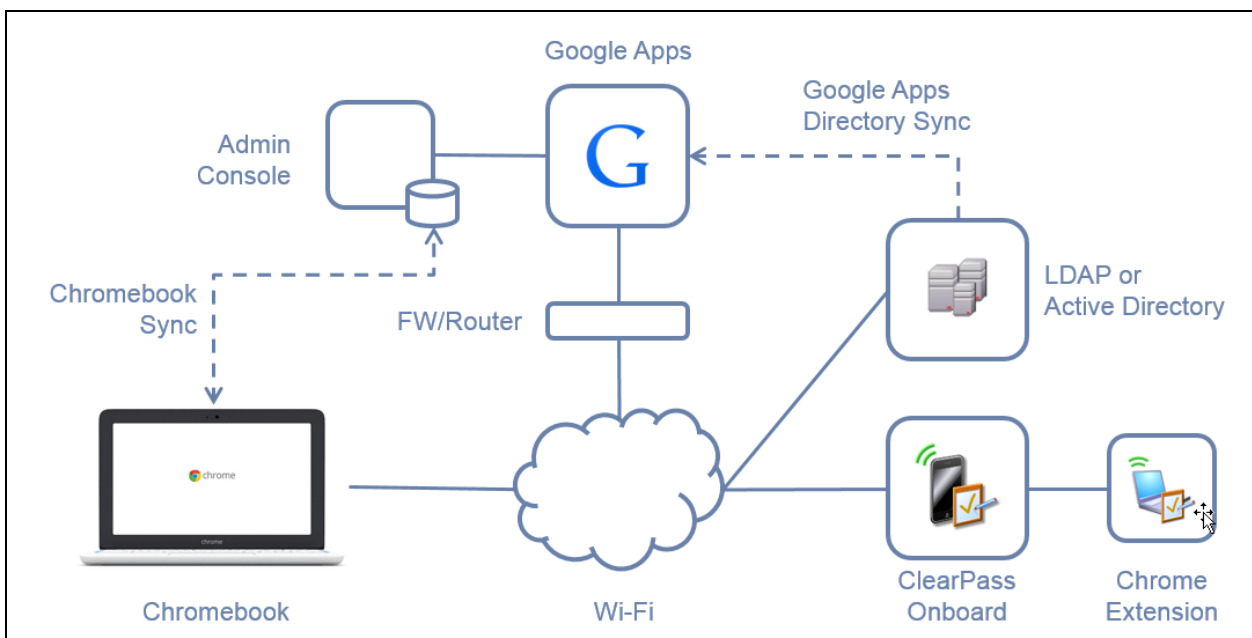 Google Apps
Google Apps
Directory Sync
Admin
Console
G
LDAP or
Active Directory
Chromebook
Sync
FW/Router
chrome
chrome
Chromebook
Wi-Fi
ClearPass
Onboard
Chrome
Extension